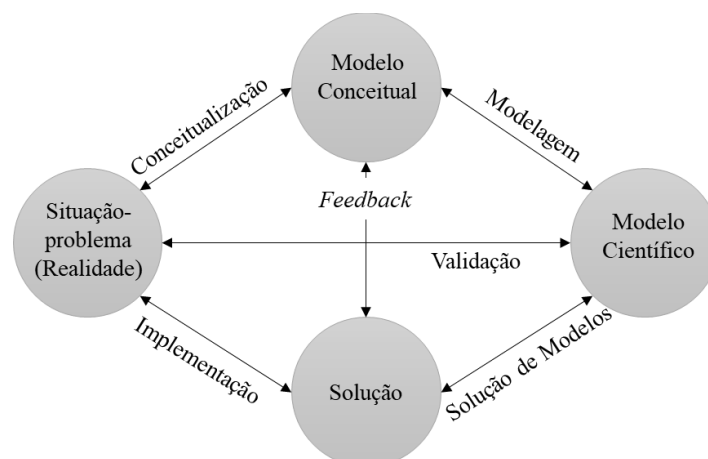 Modelo
Conceitual
Conceitualização
Modelagem
Feedback
Situação-
problema
(Realidade)
Modelo
Científico
Validação
Implementação
Solução
Solução de Modelos